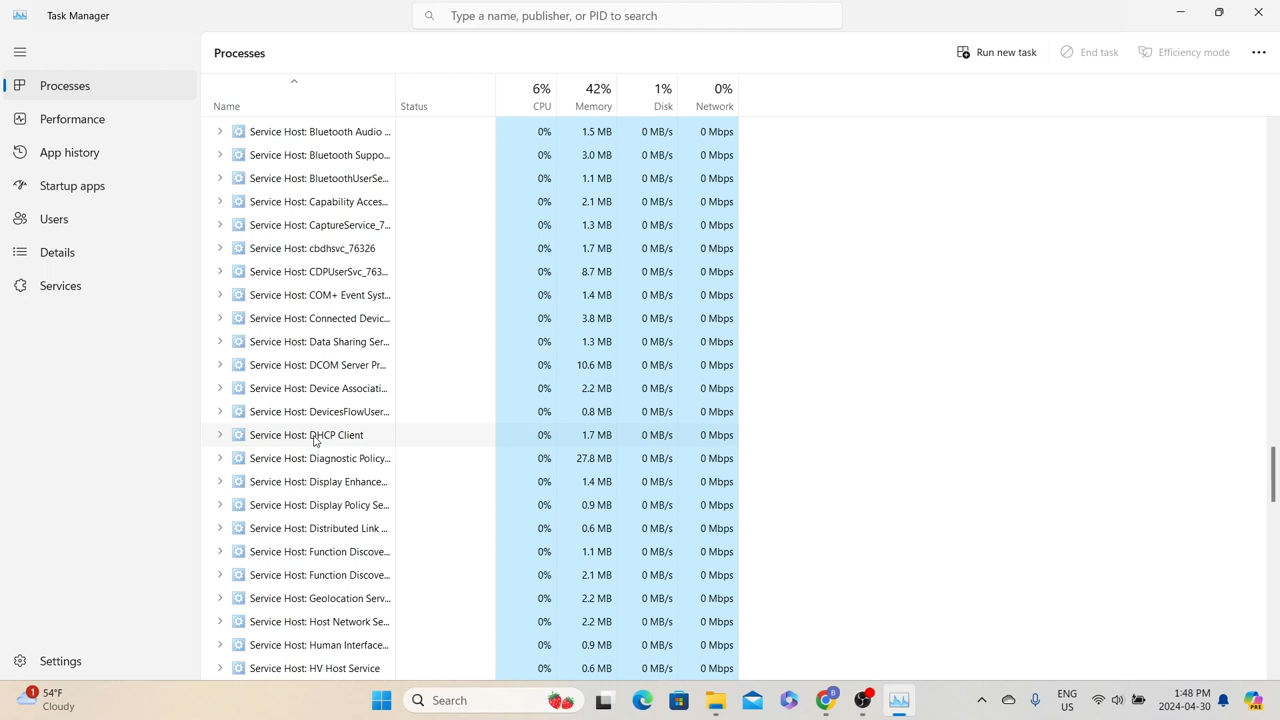 Task Manager
Type a name, publisher, or PID to search
Processes
Run new task
End task
Efficiency mode
Processes
Performance
App history
Startup apps
Users
Details
Services
Settings
6% 42% 1% 0%
Name Status CPU Memory Disk Network
Service Host: Bluetooth Audio ... 0% 1.5 MB 0 MB/s 0 Mbps
Service Host: Bluetooth Suppo... 0% 3.0 MB 0 MB/s 0 Mbps
Service Host: BluetoothUserSe... 0% 1.1 MB 0 MB/s 0 Mbps
Service Host: Capability Acces... 0% 2.1 MB 0 MB/s 0 Mbps
Service Host: CaptureService_7... 0% 1.3 MB 0 MB/s 0 Mbps
Service Host: cbdhsvc_76326 0% 1.7 MB 0 MB/s 0 Mbps
Service Host: CDPUserSvc_763... 0% 8.7 MB 0 MB/s 0 Mbps
Service Host: COM+ Event Syst... 0% 1.4 MB 0 MB/s 0 Mbps
Service Host: Connected Devic... 0% 3.8 MB 0 MB/s 0 Mbps
Service Host: Data Sharing Ser... 0% 1.3 MB 0 MB/s 0 Mbps
Service Host: DCOM Server Pr... 0% 10.6 MB 0 MB/s 0 Mbps
Service Host: Device Associati... 0% 2.2 MB 0 MB/s 0 Mbps
Service Host: DevicesFlowUser... 0% 0.8 MB 0 MB/s 0 Mbps
Service Host: DHCP Client 0% 1.7 MB 0 MB/s 0 Mbps
Service Host: Diagnostic Policy... 0% 27.8 MB 0 MB/s 0 Mbps
Service Host: Display Enhance... 0% 1.4 MB 0 MB/s 0 Mbps
Service Host: Display Policy Se... 0% 0.9 MB 0 MB/s 0 Mbps
Service Host: Distributed Link ... 0% 0.6 MB 0 MB/s 0 Mbps
Service Host: Function Discove... 0% 1.1 MB 0 MB/s 0 Mbps
Service Host: Function Discove... 0% 2.1 MB 0 MB/s 0 Mbps
Service Host: Geolocation Serv... 0% 2.2 MB 0 MB/s 0 Mbps
Service Host: Host Network Se... 0% 2.2 MB 0 MB/s 0 Mbps
Service Host: Human Interface... 0% 0.9 MB 0 MB/s 0 Mbps
Service Host: HV Host Service 0% 0.6 MB 0 MB/s 0 Mbps
1 54°F
Cloudy
Search
B
ENG
US
1:48 PM
2024-04-30